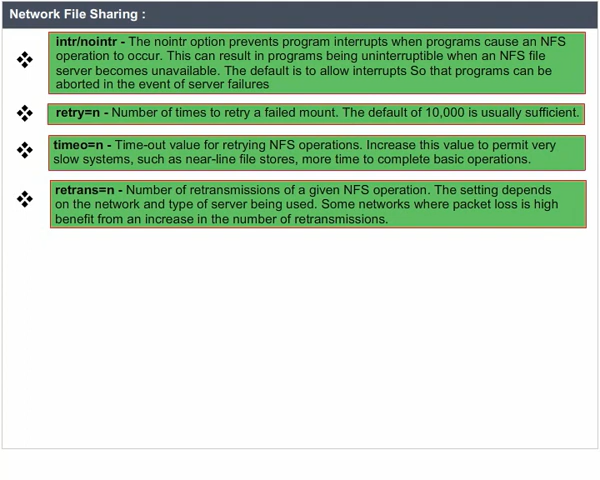 Network File Sharing :
intr/nointr - The nointr option prevents program interrupts when programs cause an NFS
operation to occur. This can result in programs being uninterruptible when an NFS file
server becomes unavailable. The default is to allow interrupts So that programs can be
aborted in the event of server failures
retry=n - Number of times to retry a failed mount. The default of 10,000 is usually sufficient.
timeo=n - Time-out value for retrying NFS operations. Increase this value to permit very
slow systems, such as near-line file stores, more time to complete basic operations.
retrans=n - Number of retransmissions of a given NFS operation. The setting depends
on the network and type of server being used. Some networks where packet loss is high
benefit from an increase in the number of retransmissions.